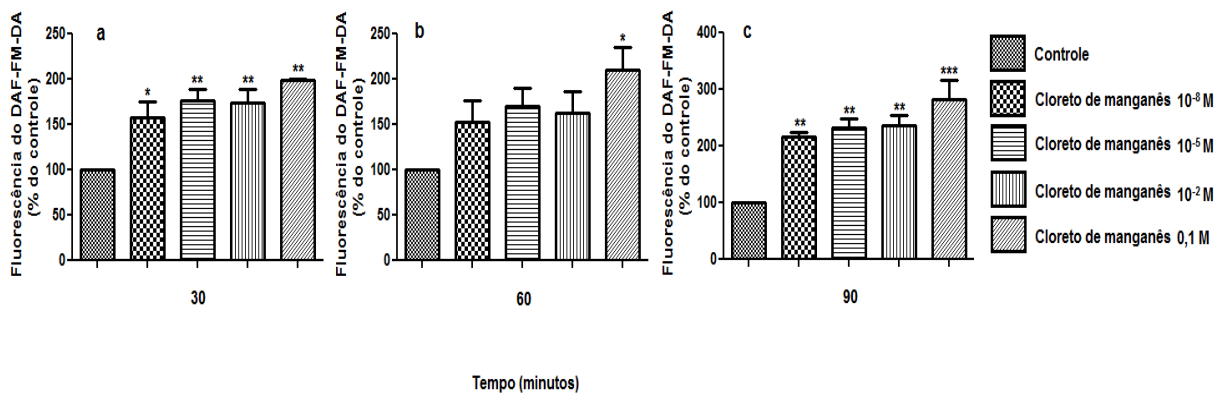 a
Fluorescência do DAF-FM-DA
(% do controle)
250
200
150
100
50
0
*
**
**
**
30
b
Fluorescência do DAF-FM-DA
(% do controle)
250
200
150
100
50
0
*
60
c
Fluorescência do DAF-FM-DA
(% do controle)
400
300
200
100
0
**
**
**
***
90
Tempo (minutos)
Controle
Cloreto de manganês 10⁻⁸ M
Cloreto de manganês 10⁻⁵ M
Cloreto de manganês 10⁻² M
Cloreto de manganês 0,1 M